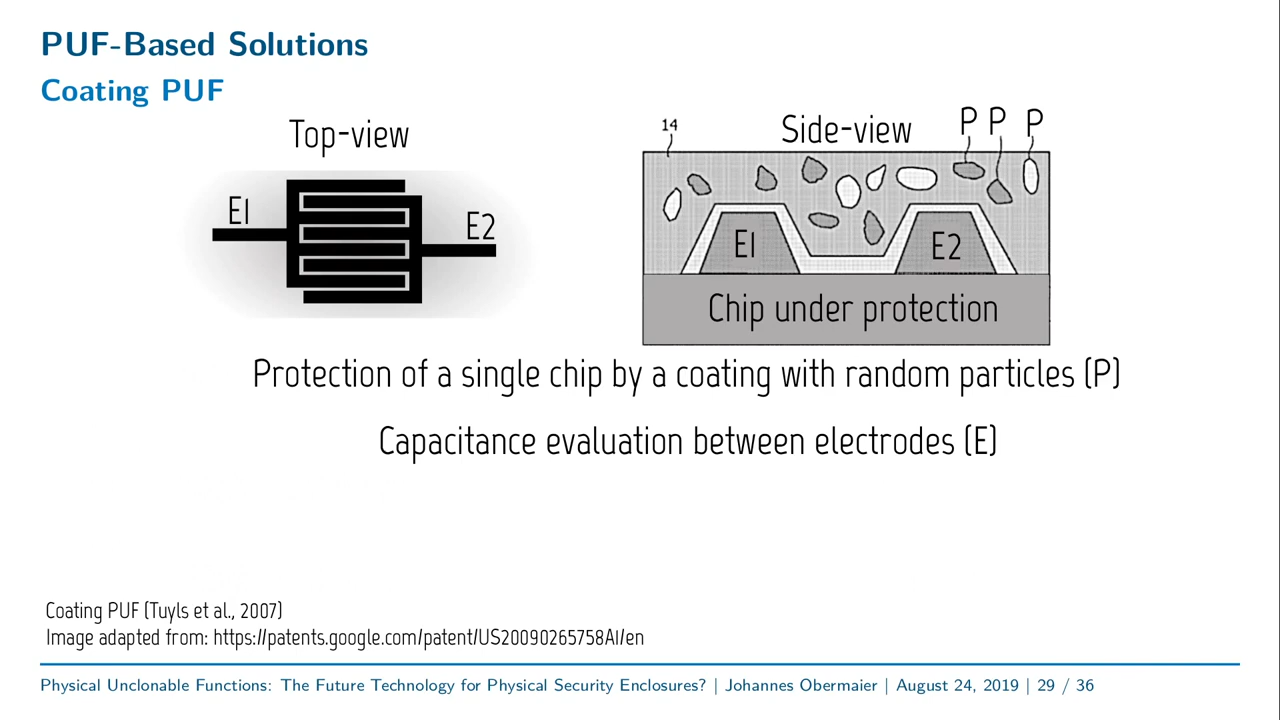 PUF-Based Solutions
Coating PUF
Top-view
E1
E2
14
Side-view
P
P
P
E1
E2
Chip under protection
Protection of a single chip by a coating with random particles (P)
Capacitance evaluation between electrodes (E)
Coating PUF (Tuyls et al., 2007)
Image adapted from: https://patents.google.com/patent/US20090265758A1/en
Physical Unclonable Functions: The Future Technology for Physical Security Enclosures? | Johannes Obermaier | August 24, 2019 | 29 / 36